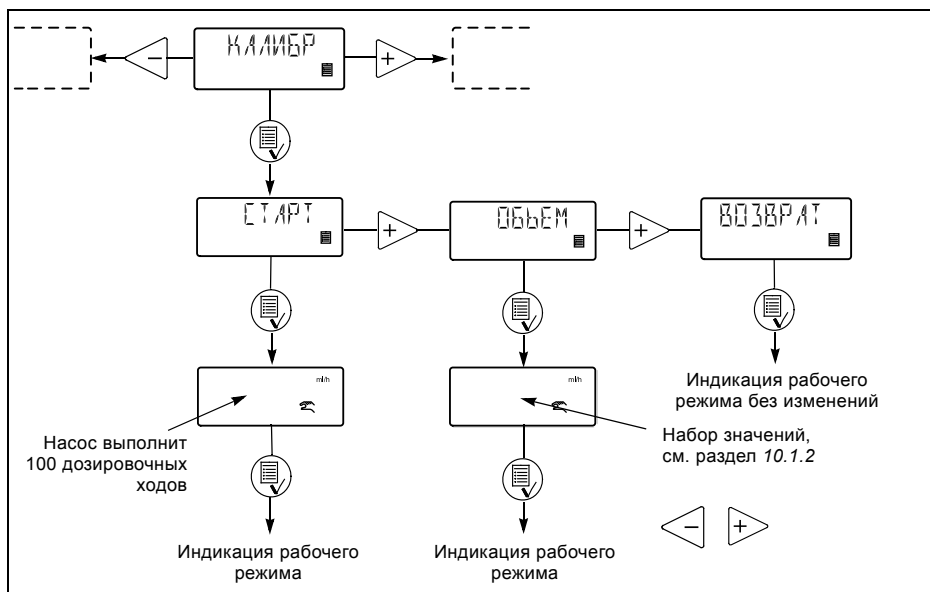 КАЛИБР
−
+
СТАРТ
+
ОБЬЕМ
+
ВОЗВРАТ
ml/h
ml/h
Индикация рабочего
режима без изменений
Насос выполнит
100 дозировочных
ходов
Набор значений,
см. раздел 10.1.2
−
+
Индикация рабочего
режима
Индикация рабочего
режима